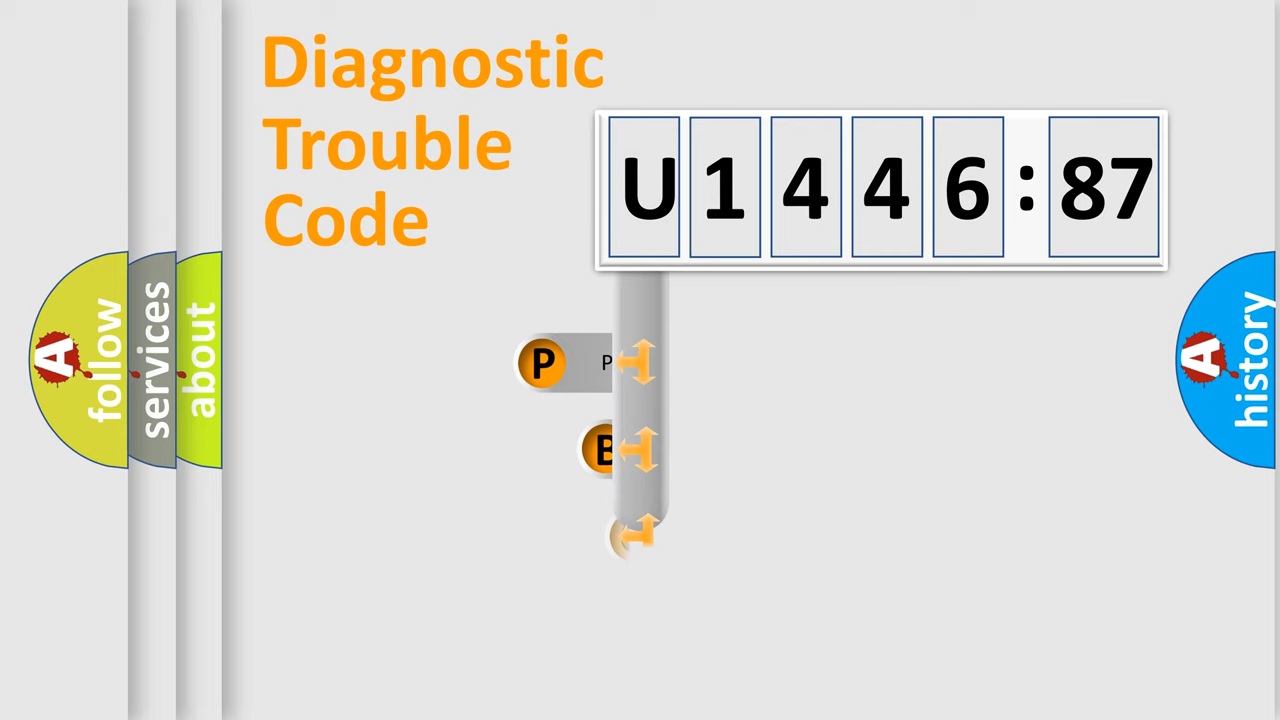 Diagnostic
Trouble
Code
U1446:87
P P
B
A follow
services
about
A history